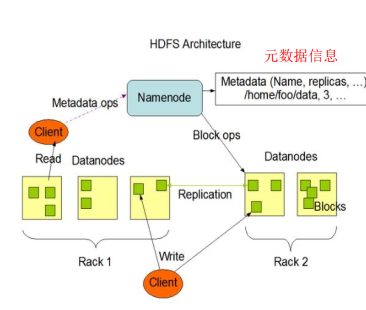 HDFS Architecture
元数据信息
Metadata (Name, replicas, …)
/home/foo/data, 3, …
Namenode
Metadata ops
Client
Block ops
Read
Datanodes
Datanodes
Replication
Blocks
Rack 1
Write
Rack 2
Client